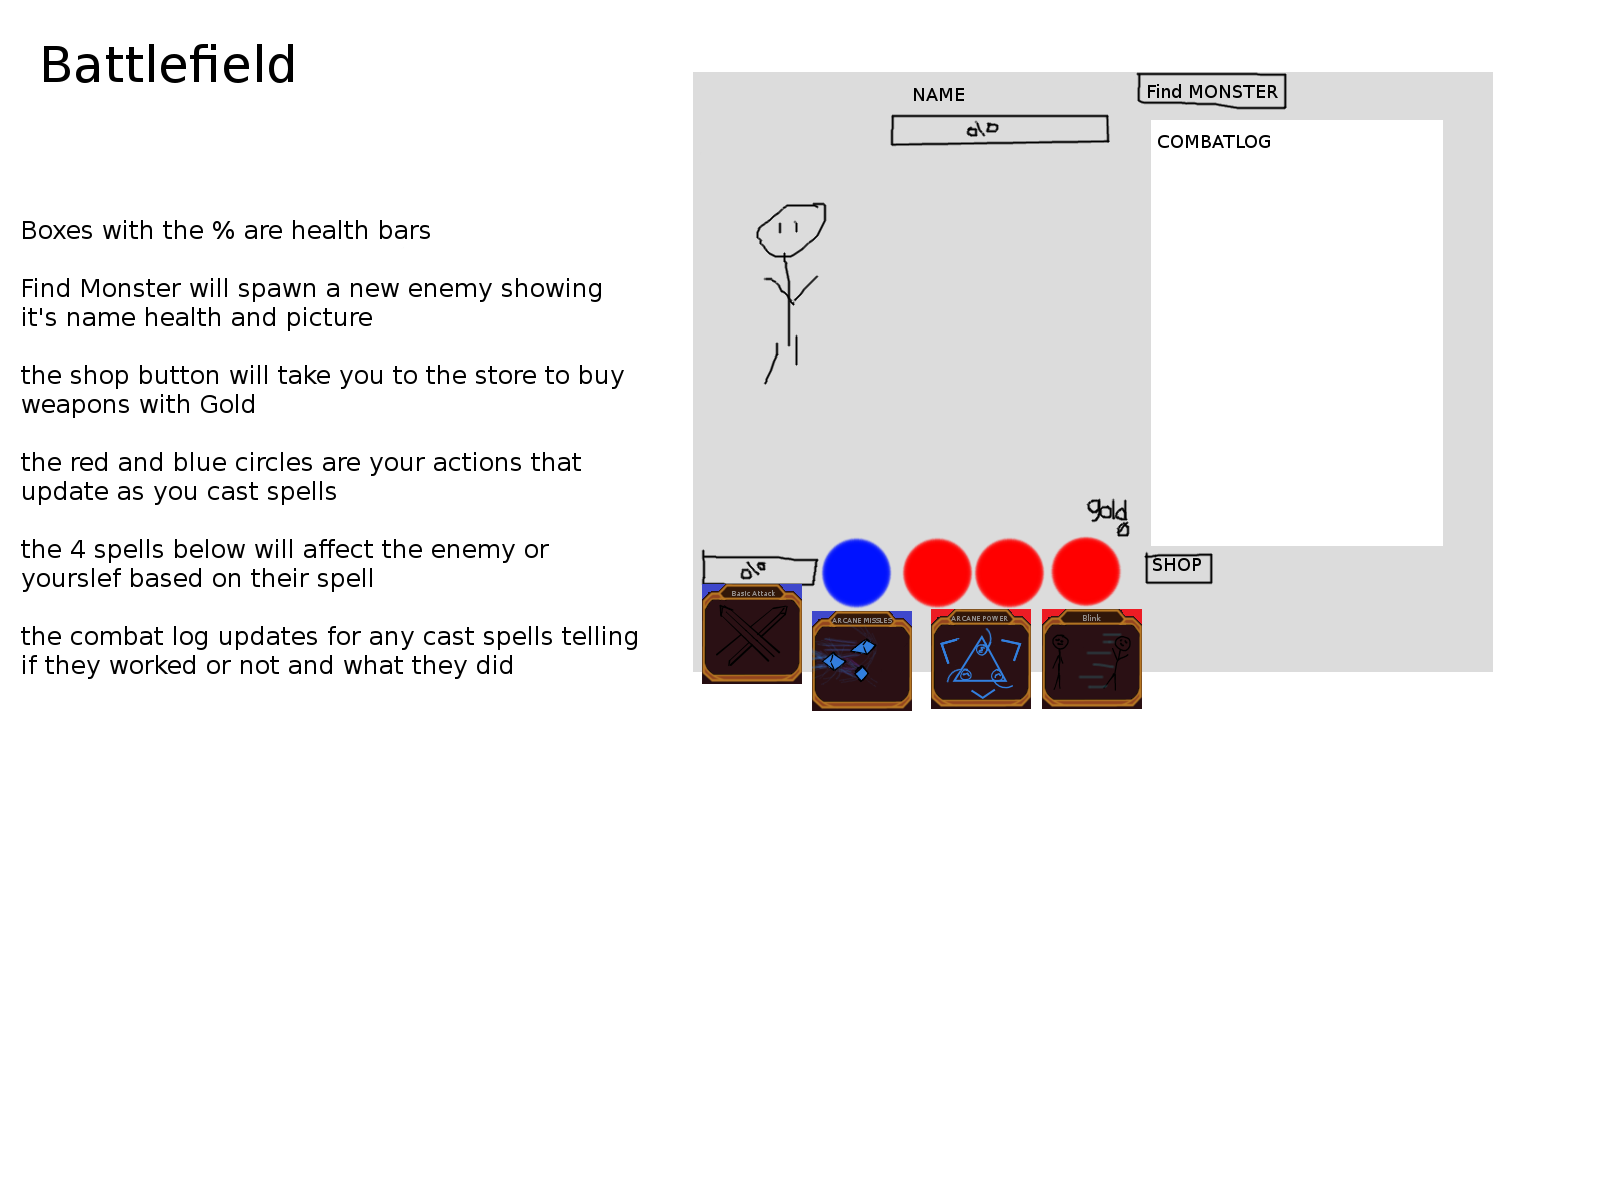 Battlefield
Boxes with the % are health bars
Find Monster will spawn a new enemy showing
it's name health and picture
the shop button will take you to the store to buy
weapons with Gold
the red and blue circles are your actions that
update as you cast spells
the 4 spells below will affect the enemy or
yourslef based on their spell
the combat log updates for any cast spells telling
if they worked or not and what they did
NAME
%
Find MONSTER
COMBATLOG
gold
0
%
SHOP
Basic Attack
ARCANE MISSLES
ARCANE POWER
Blink